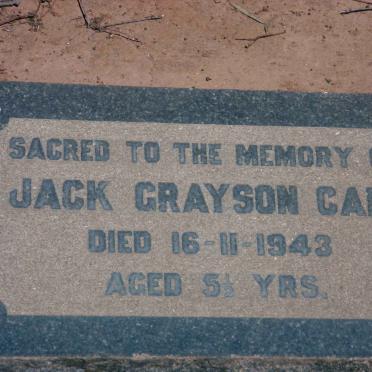 SACRED TO THE MEMORY
JACK GRAYSON
DIED 16-11-1943
AGED 5½ YRS.